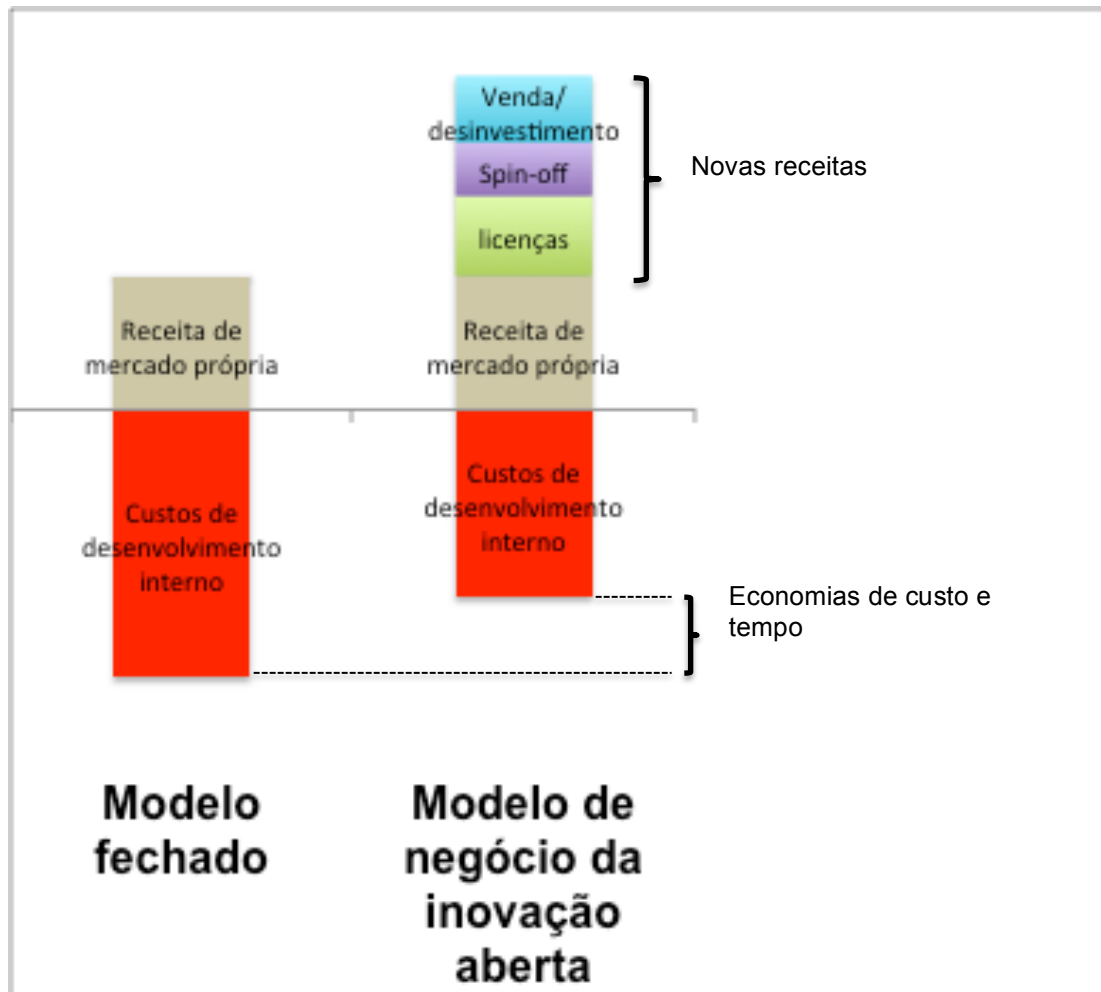 Venda/
desinvestimento
Spin-off
licenças
Novas receitas
Receita de
mercado própria
Receita de
mercado própria
Custos de
desenvolvimento
interno
Custos de
desenvolvimento
interno
Economias de custo e
tempo
Modelo
fechado
Modelo de
negócio da
inovação
aberta